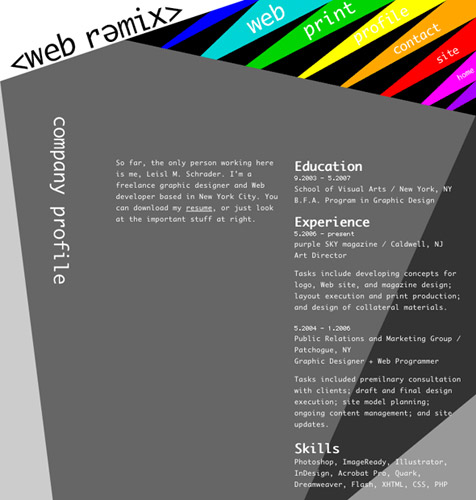 <web rəmix>
web
print
profile
contact
site
home
company profile
So far, the only person working here
is me, Leisl M. Schrader. I'm a
freelance graphic designer and Web
developer based in New York City. You
can download my resume, or just look
at the important stuff at right.
Education
9.2003 – 5.2007
School of Visual Arts / New York, NY
B.F.A. Program in Graphic Design
Experience
5.2006 – present
purple SKY magazine / Caldwell, NJ
Art Director
Tasks include developing concepts for
logo, Web site, and magazine design;
layout execution and print production;
and design of collateral materials.
5.2004 – 1.2006
Public Relations and Marketing Group /
Patchogue, NY
Graphic Designer + Web Programmer
Tasks included premilnary consultation
with clients; draft and final design
execution; site model planning;
ongoing content management; and site
updates.
Skills
Photoshop, ImageReady, Illustrator,
InDesign, Acrobat Pro, Quark,
Dreamweaver, Flash, XHTML, CSS, PHP